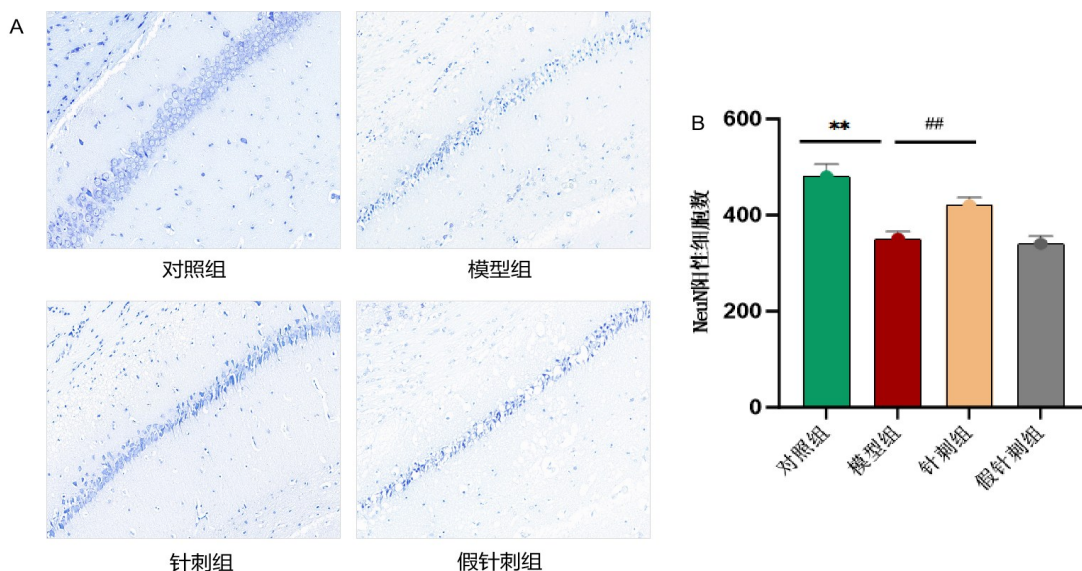 A
对照组
模型组
针刺组
假针刺组
B
NeuN阳性细胞数
600
400
200
0
**
##
对照组
模型组
针刺组
假针刺组